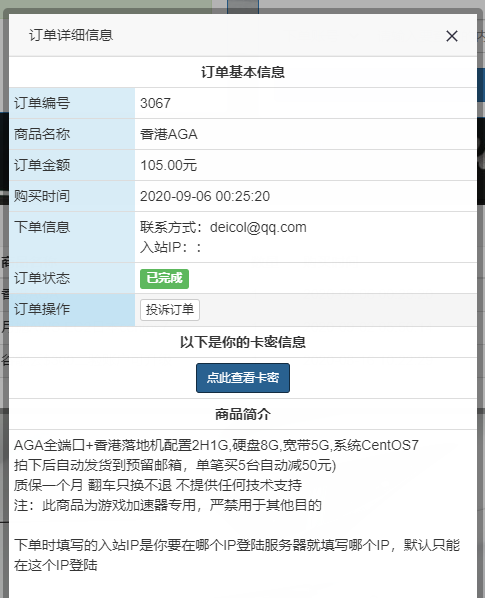 订单详细信息
×
订单基本信息
订单编号 3067
商品名称 香港AGA
订单金额 105.00元
购买时间 2020-09-06 00:25:20
下单信息 联系方式：deicol@qq.com
入站IP：:
订单状态 已完成
订单操作 投诉订单
以下是你的卡密信息
点此查看卡密
商品简介
AGA全端口+香港落地机配置2H1G,硬盘8G,宽带5G,系统CentOS7
拍下后自动发货到预留邮箱，单笔买5台自动减50元)
质保一个月 翻车只换不退 不提供任何技术支持
注：此商品为游戏加速器专用，严禁用于其他目的
下单时填写的入站IP是你要在哪个IP登陆服务器就填写哪个IP，默认只能
在这个IP登陆